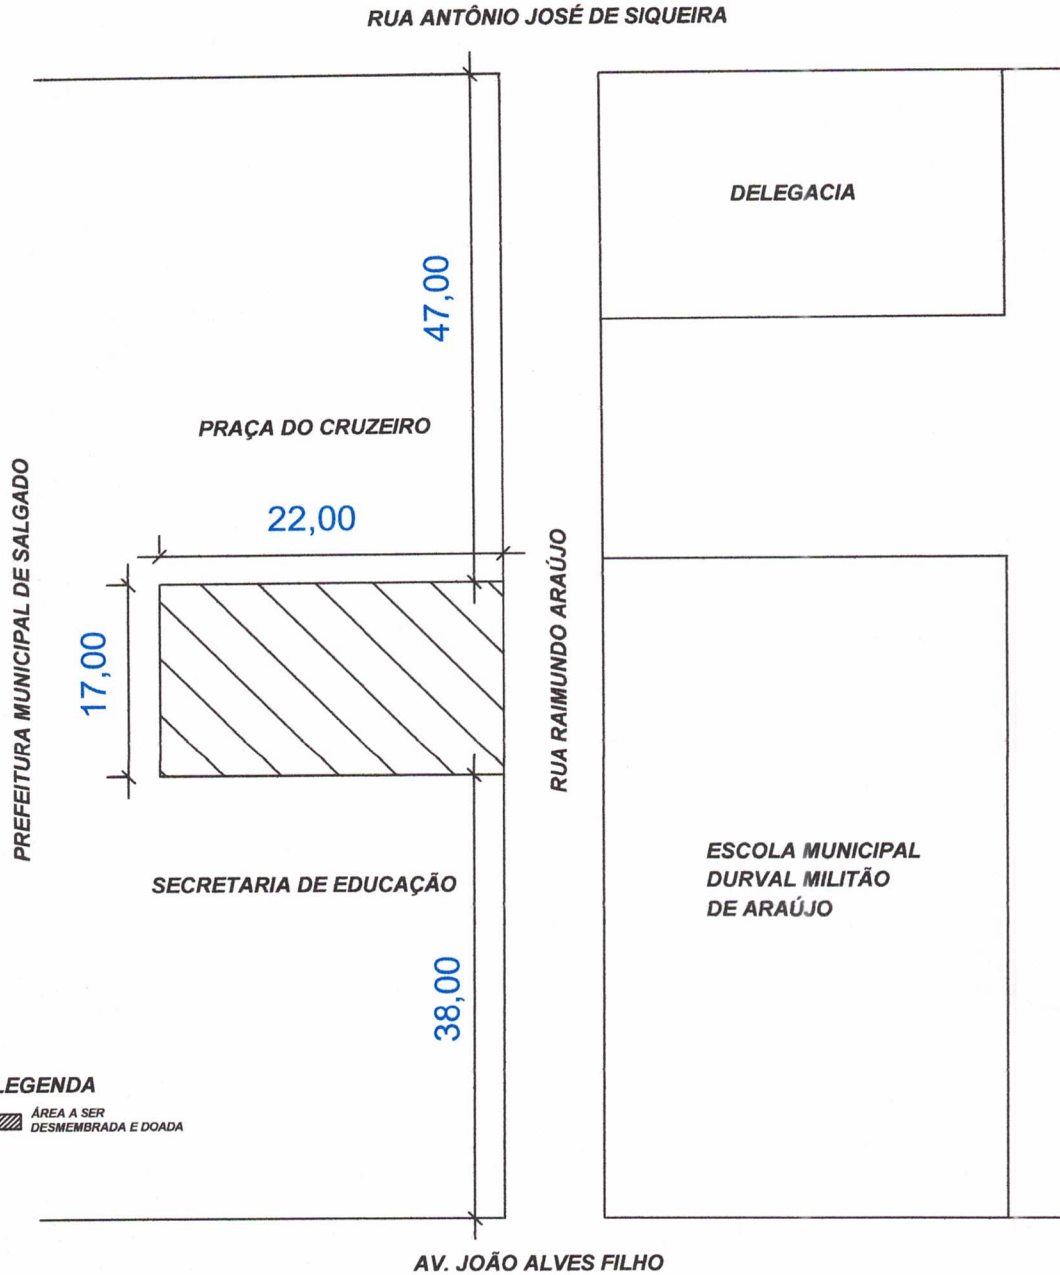 RUA ANTÔNIO JOSÉ DE SIQUEIRA
DELEGACIA
47,00
PRAÇA DO CRUZEIRO
22,00
PREFEITURA MUNICIPAL DE SALGADO
17,00
RUA RAIMUNDO ARAÚJO
SECRETARIA DE EDUCAÇÃO
ESCOLA MUNICIPAL
DURVAL MILITÃO
DE ARAÚJO
38,00
LEGENDA
ÁREA A SER
DESMEMBRADA E DOADA
AV. JOÃO ALVES FILHO